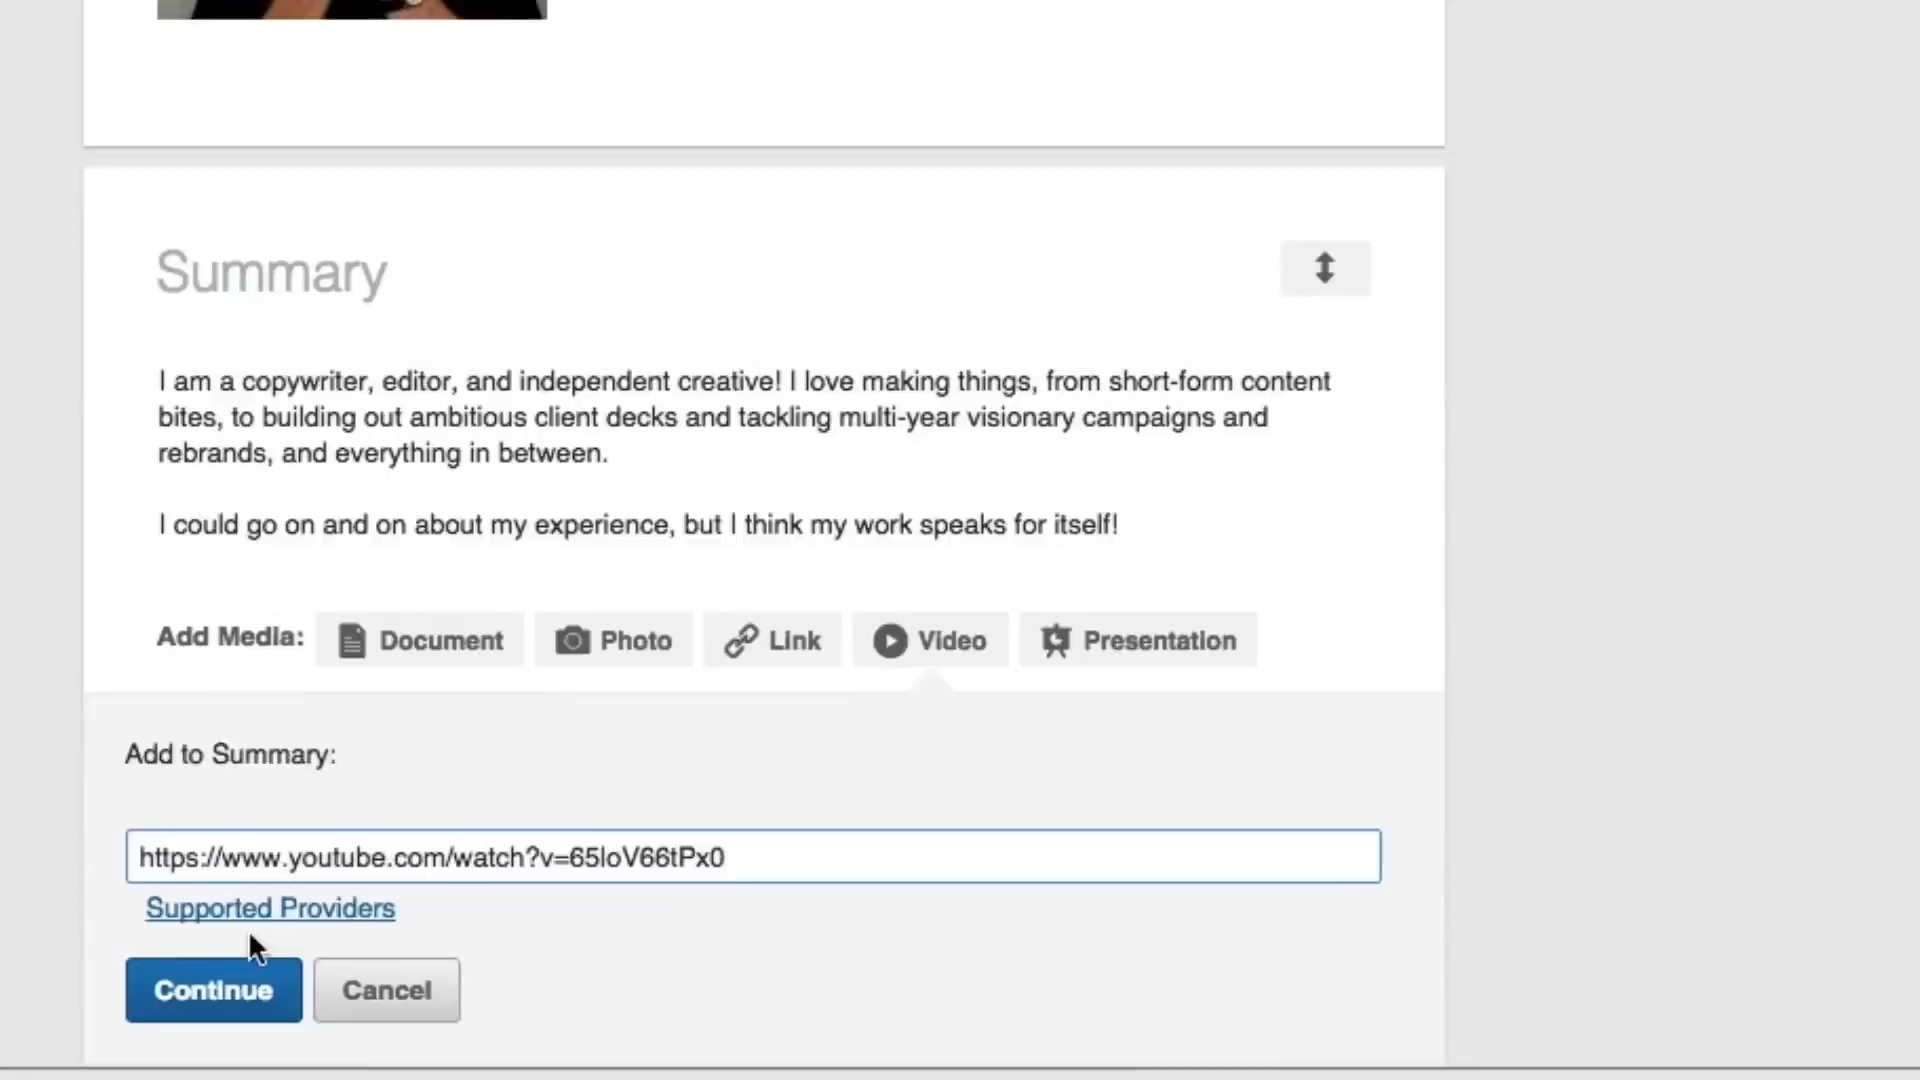 Summary
I am a copywriter, editor, and independent creative! I love making things, from short-form content
bites, to building out ambitious client decks and tackling multi-year visionary campaigns and
rebrands, and everything in between.
I could go on and on about my experience, but I think my work speaks for itself!
Add Media: Document Photo Link Video Presentation
Add to Summary:
https://www.youtube.com/watch?v=65loV66tPx0
Supported Providers
Continue Cancel